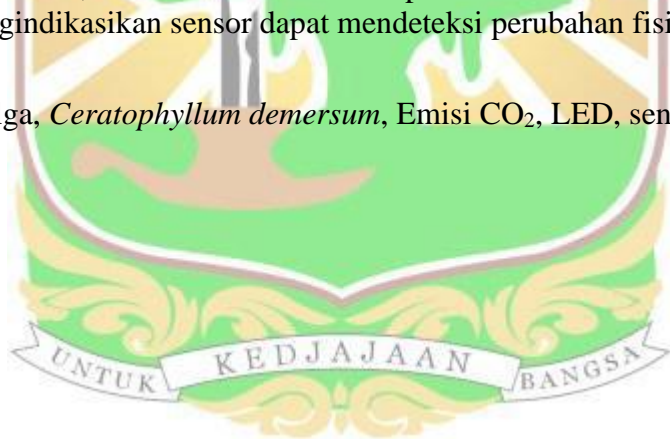 gindikasikan sensor dapat mendeteksi perubahan fisi
ga, Ceratophyllum demersum, Emisi CO₂, LED, sen
UNTUK KEDJAJAAN BANGSA